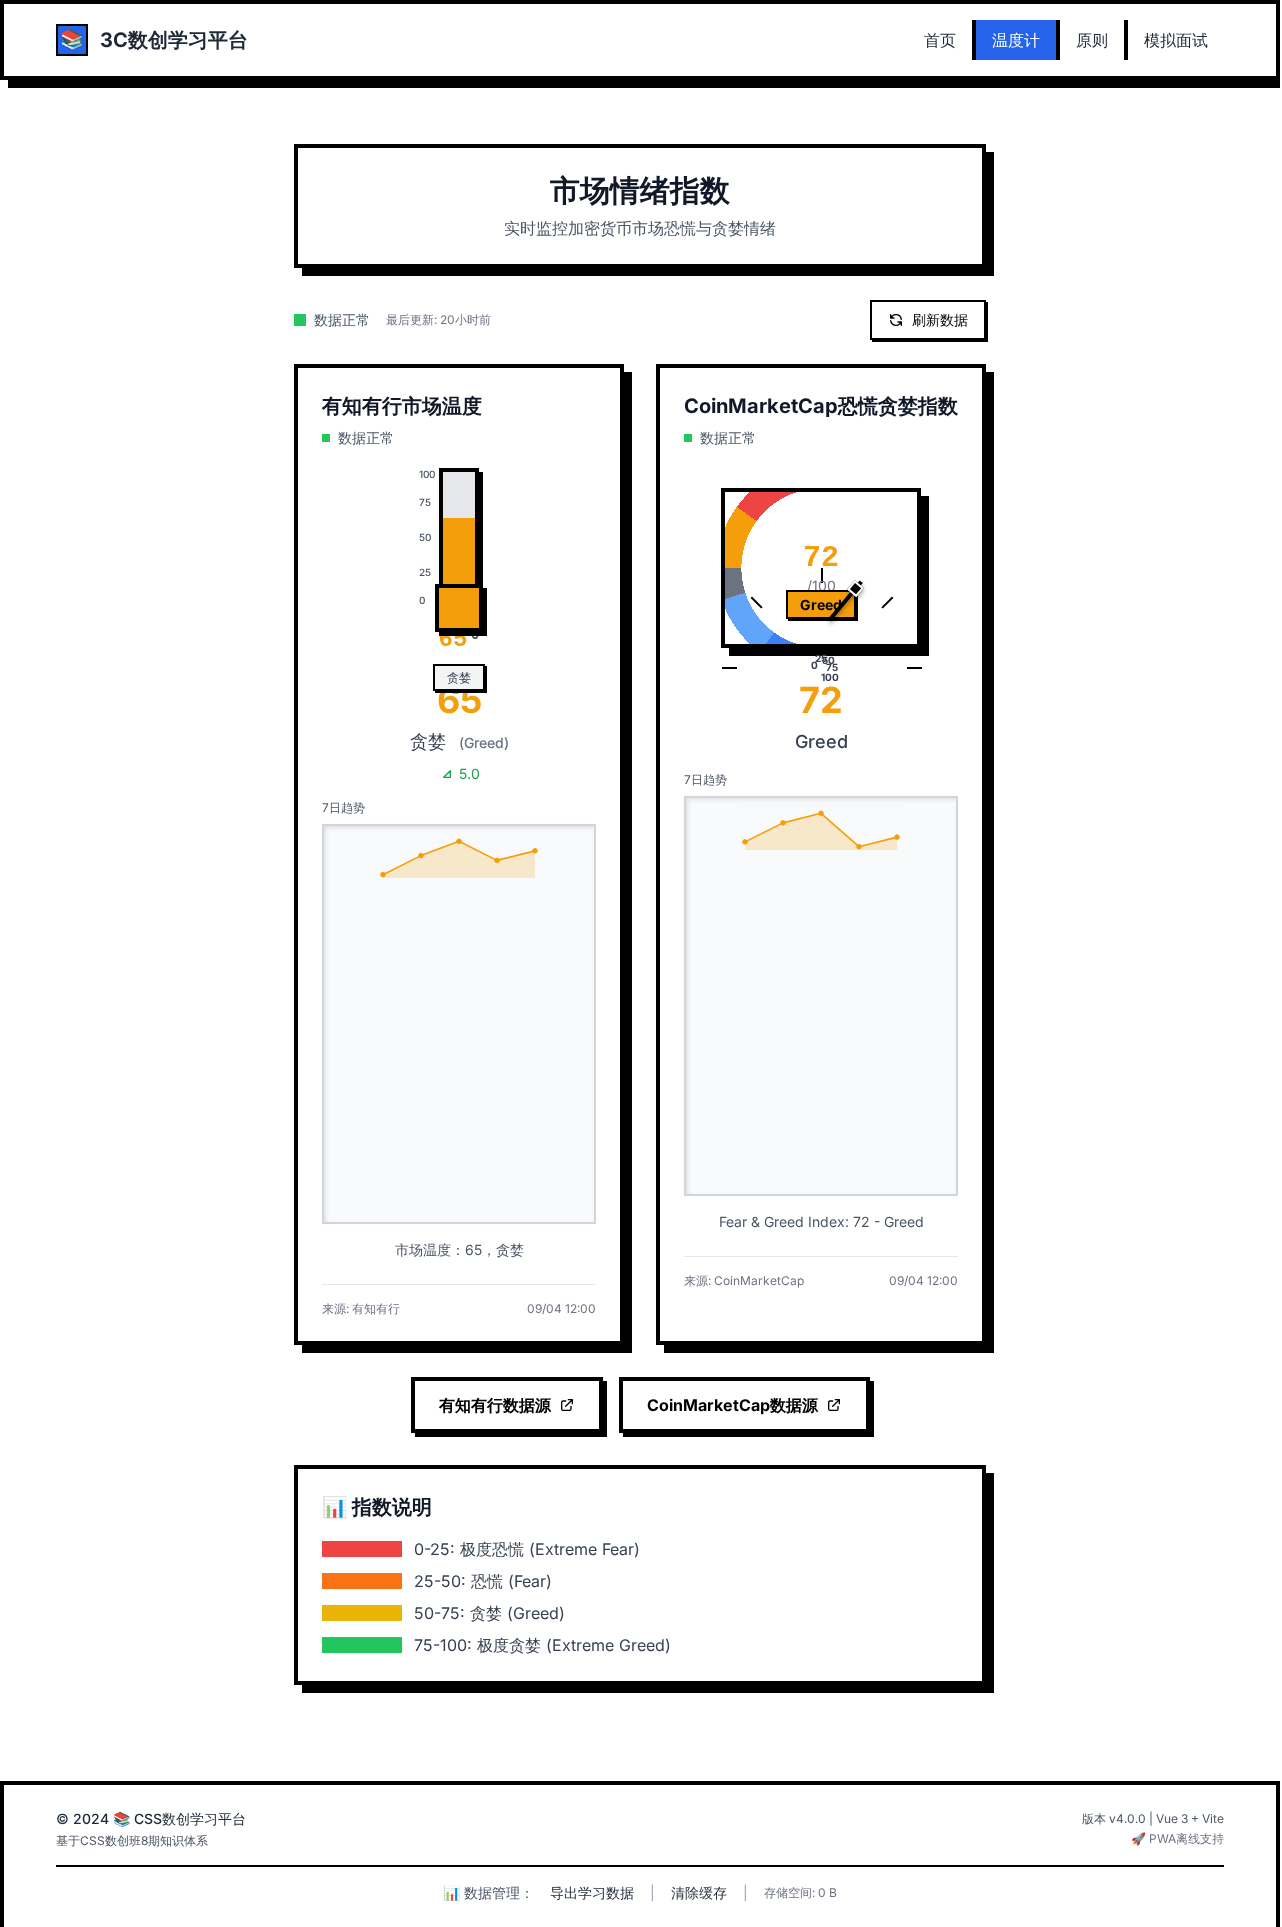 📚 3C数创学习平台
首页 温度计 原则 模拟面试
市场情绪指数
实时监控加密货币市场恐慌与贪婪情绪
数据正常 最后更新: 20小时前
刷新数据
有知有行市场温度
数据正常
100
75
50
25
0
65°
贪婪
65
贪婪 (Greed)
5.0
7日趋势
市场温度：65，贪婪
来源: 有知有行 09/04 12:00
CoinMarketCap恐慌贪婪指数
数据正常
72
/100
Greed
0
25
50
75
100
72
Greed
7日趋势
Fear & Greed Index: 72 - Greed
来源: CoinMarketCap 09/04 12:00
有知有行数据源
CoinMarketCap数据源
📊 指数说明
0-25: 极度恐慌 (Extreme Fear)
25-50: 恐慌 (Fear)
50-75: 贪婪 (Greed)
75-100: 极度贪婪 (Extreme Greed)
© 2024 📚 CSS数创学习平台
基于CSS数创班8期知识体系
版本 v4.0.0 | Vue 3 + Vite
🚀 PWA离线支持
📊 数据管理： 导出学习数据 | 清除缓存 | 存储空间: 0 B